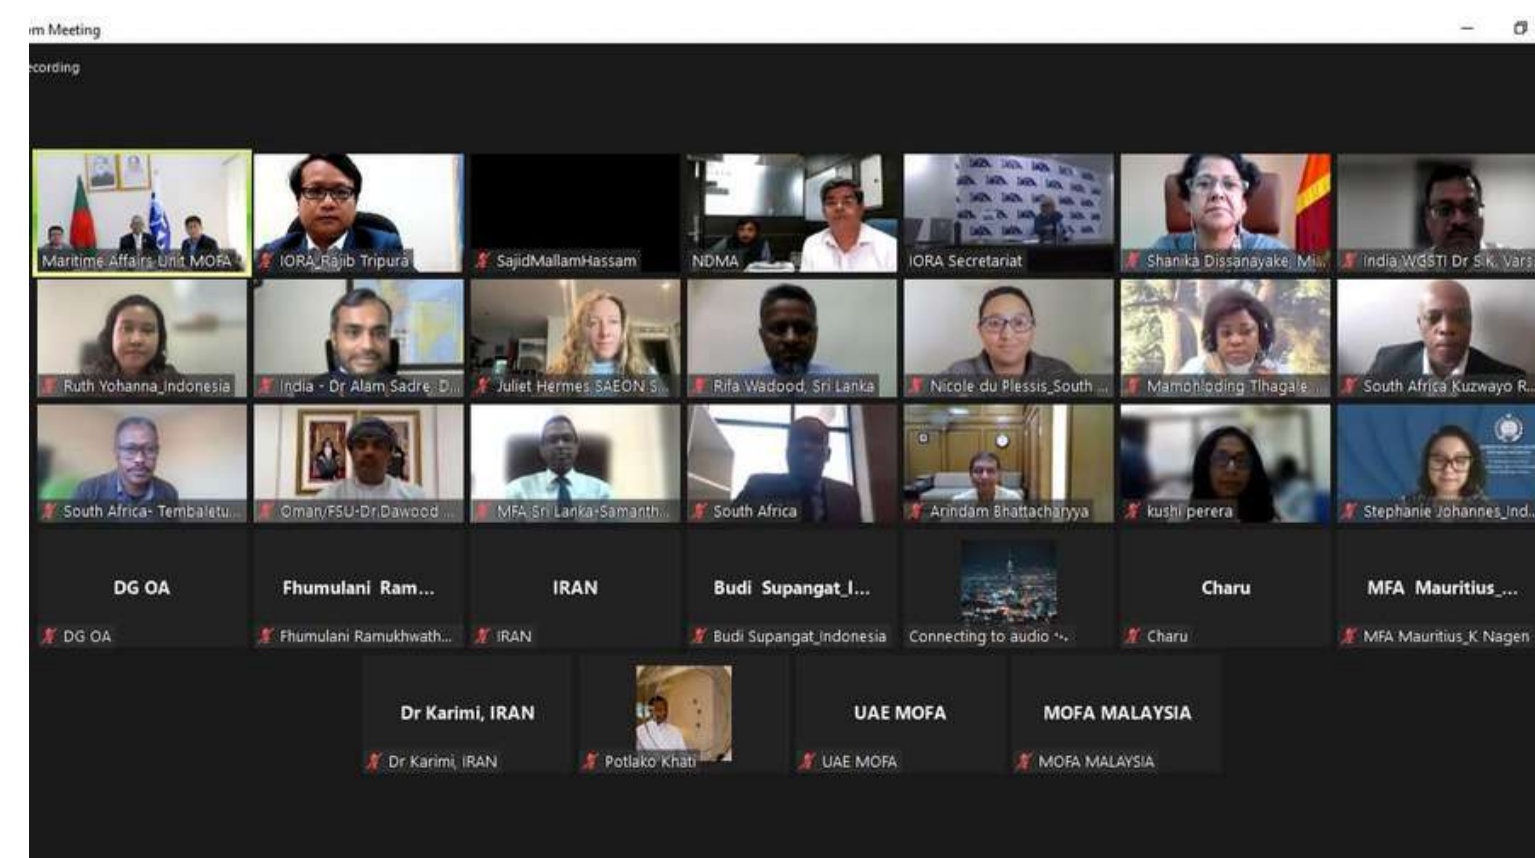 om Meeting
ecording
Maritime Affairs Unit MOFA
IORA_Rajib Tripura
SajidMallamHassam
NDMA
IORA Secretariat
Shanika Dissanayake, Mi...
India WGSTI Dr S.K. Vars
Ruth Yohanna_Indonesia
India - Dr Alam Sadre, D...
Juliet Hermes SAEON S...
Rifa Wadood, Sri Lanka
Nicole du Plessis_South ...
Mamohloding Tlhagale ...
South Africa Kuzwayo R...
South Africa- Tembaletu...
Oman/FSU-Dr.Dawood ...
MFA Sri Lanka-Samanth...
South Africa
Arindam Bhattacharyya
kushi perera
Stephanie Johannes_Ind...
DG OA
Fhumulani Ram...
IRAN
Budi Supangat_I...
Charu
MFA Mauritius_...
DG OA
Fhumulani Ramukhwath...
IRAN
Budi Supangat_Indonesia
Connecting to audio
Charu
MFA Mauritius_K Nagen
Dr Karimi, IRAN
UAE MOFA
MOFA MALAYSIA
Dr Karimi, IRAN
Potlako Khati
UAE MOFA
MOFA MALAYSIA